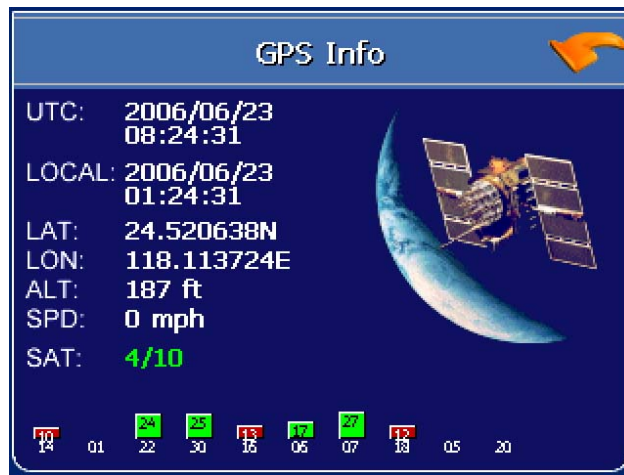 GPS Info
UTC: 2006/06/23
08:24:31
LOCAL: 2006/06/23
01:24:31
LAT: 24.520638N
LON: 118.113724E
ALT: 187 ft
SPD: 0 mph
SAT: 4/10
10 24 25 13 17 27 12
14 01 22 30 16 06 07 18 05 20